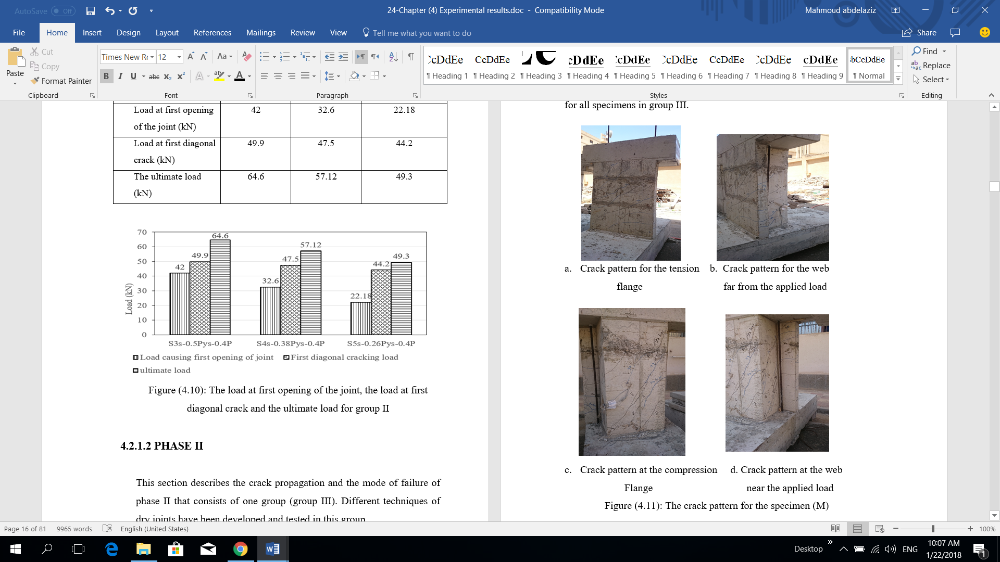 AutoSave Off
24-Chapter (4) Experimental results.doc - Compatibility Mode
Mahmoud abdelaziz
File Home Insert Design Layout References Mailings Review View Tell me what you want to do
Share
Paste
Cut
Copy
Format Painter
Clipboard
Times New Rc 12
Aa
B I U abc X₂ X²
Font
Paragraph
CcDdEe CcDdEe CcDdEe CcDdEe CcDdEe CcDdEe CcDdEe CcDdEe bCcDdEe
¶ Heading 1 ¶ Heading 2 ¶ Heading 3 ¶ Heading 4 ¶ Heading 5 ¶ Heading 6 ¶ Heading 7 ¶ Heading 8 ¶ Heading 9 ¶ Normal
Styles
Find
Replace
Select
Editing
Load at first opening of the joint (kN) 42 32.6 22.18
Load at first diagonal crack (kN) 49.9 47.5 44.2
The ultimate load (kN) 64.6 57.12 49.3
Load (kN)
70
60
50
40
30
20
10
0
42 49.9 64.6
32.6 47.5 57.12
22.18 44.2 49.3
S3s-0.5Pys-0.4P S4s-0.38Pys-0.4P S5s-0.26Pys-0.4P
Load causing first opening of joint First diagonal cracking load
ultimate load
Figure (4.10): The load at first opening of the joint, the load at first
diagonal crack and the ultimate load for group II
4.2.1.2 PHASE II
This section describes the crack propagation and the mode of failure of
phase II that consists of one group (group III). Different techniques of
dry joints have been developed and tested in this group.
for all specimens in group III.
a. Crack pattern for the tension
flange
b. Crack pattern for the web
far from the applied load
c. Crack pattern at the compression
Flange
d. Crack pattern at the web
near the applied load
Figure (4.11): The crack pattern for the specimen (M)
Page 16 of 81 9965 words English (United States)
100%
Desktop
ENG
10:07 AM
1/22/2018
1